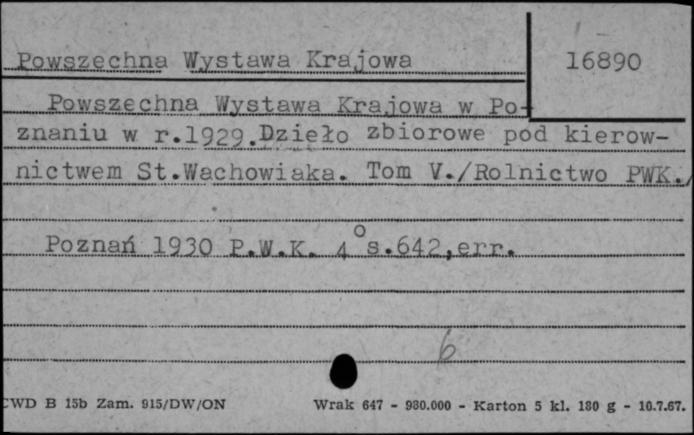 Powszechna Wystawa Krajowa
16890
Powszechna Wystawa Krajowa w Po-
znaniu w r.1929.Dzieło zbiorowe pod kierow-
nictwem St.Wachowiaka. Tom V./Rolnictwo PWK./
Poznań 1930 P.W.K. 4° s.642,err.
6
CWD B 15b Zam. 915/DW/ON
Wrak 647 - 980.000 - Karton 5 kl. 180 g - 10.7.67.